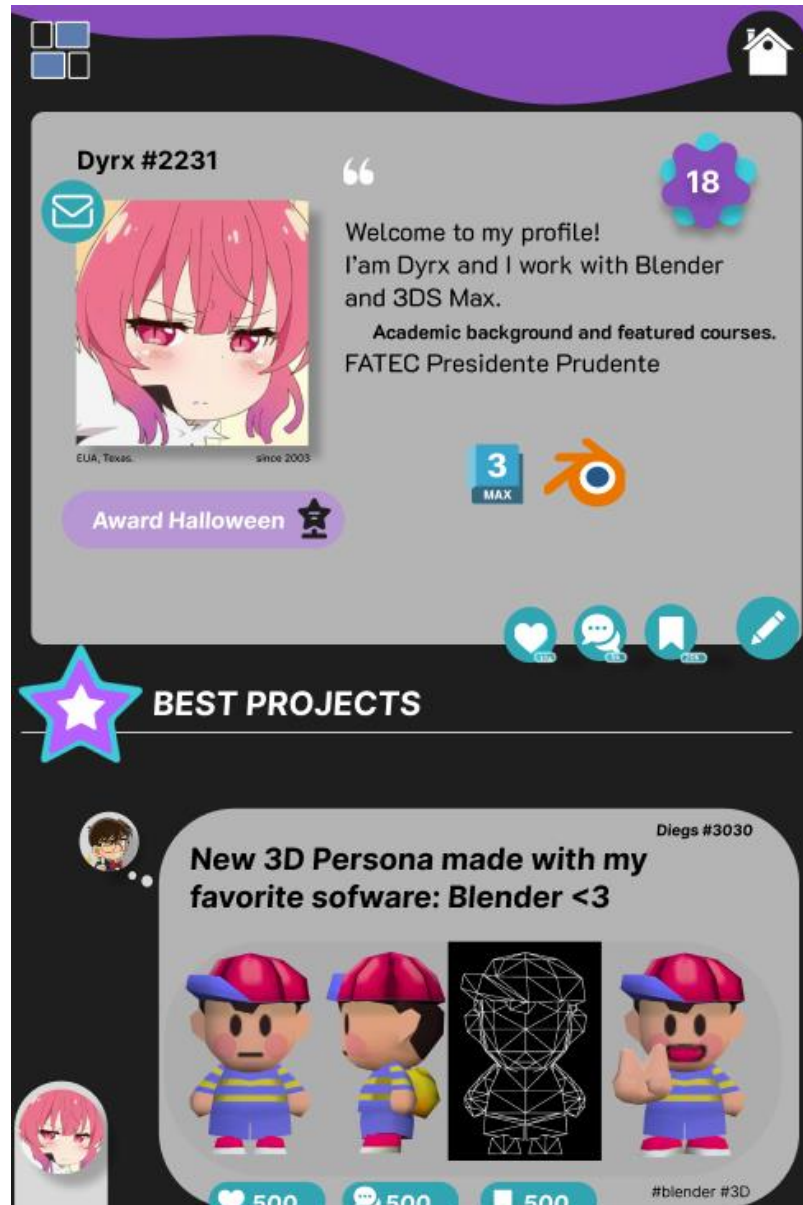 Dyrx #2231
18
Welcome to my profile!
I'am Dyrx and I work with Blender
and 3DS Max.
Academic background and featured courses.
FATEC Presidente Prudente
EUA, Texas.
since 2003
3
MAX
Award Halloween
BEST PROJECTS
Diegs #3030
New 3D Persona made with my
favorite sofware: Blender <3
500
500
500
#blender #3D